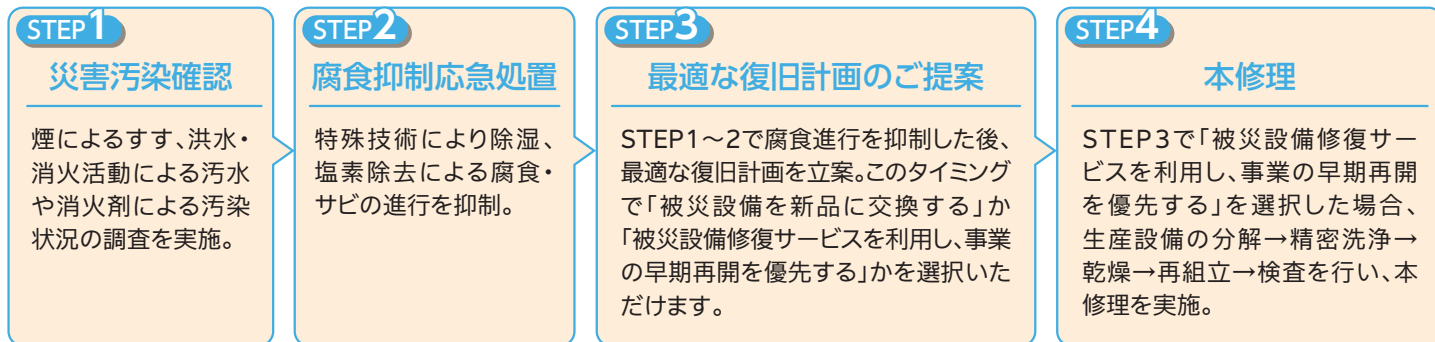 STEP1
災害汚染確認
煙によるすす、洪水・
消火活動による汚水
や消火剤による汚染
状況の調査を実施。
STEP2
腐食抑制応急処置
特殊技術により除湿、
塩素除去による腐食・
サビの進行を抑制。
STEP3
最適な復旧計画のご提案
STEP1〜2で腐食進行を抑制した後、
最適な復旧計画を立案。このタイミング
で「被災設備を新品に交換する」か
「被災設備修復サービスを利用し、事業
の早期再開を優先する」かを選択いた
だけます。
STEP4
本修理
STEP3で「被災設備修復サー
ビスを利用し、事業の早期再開
を優先する」を選択した場合、
生産設備の分解→精密洗浄→
乾燥→再組立→検査を行い、本
修理を実施。